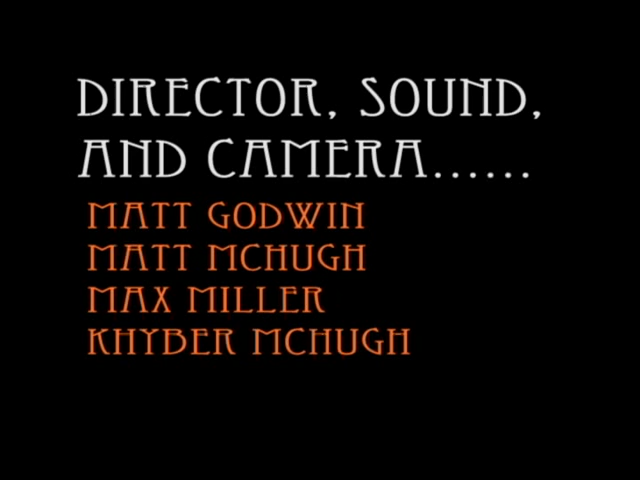 DIRECTOR, SOUND,
AND CAMERA......
MATT GODWIN
MATT MCHUGH
MAX MILLER
KHYBER MCHUGH